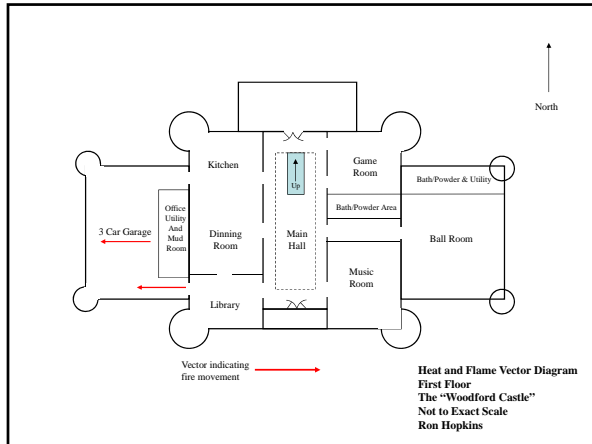 North
Kitchen
Game
Room
Up
Bath/Powder & Utility
Office
Utility
And
Mud
Room
Bath/Powder Area
3 Car Garage
Dinning
Room
Main
Hall
Ball Room
Music
Room
Library
Vector indicating
fire movement
Heat and Flame Vector Diagram
First Floor
The “Woodford Castle”
Not to Exact Scale
Ron Hopkins